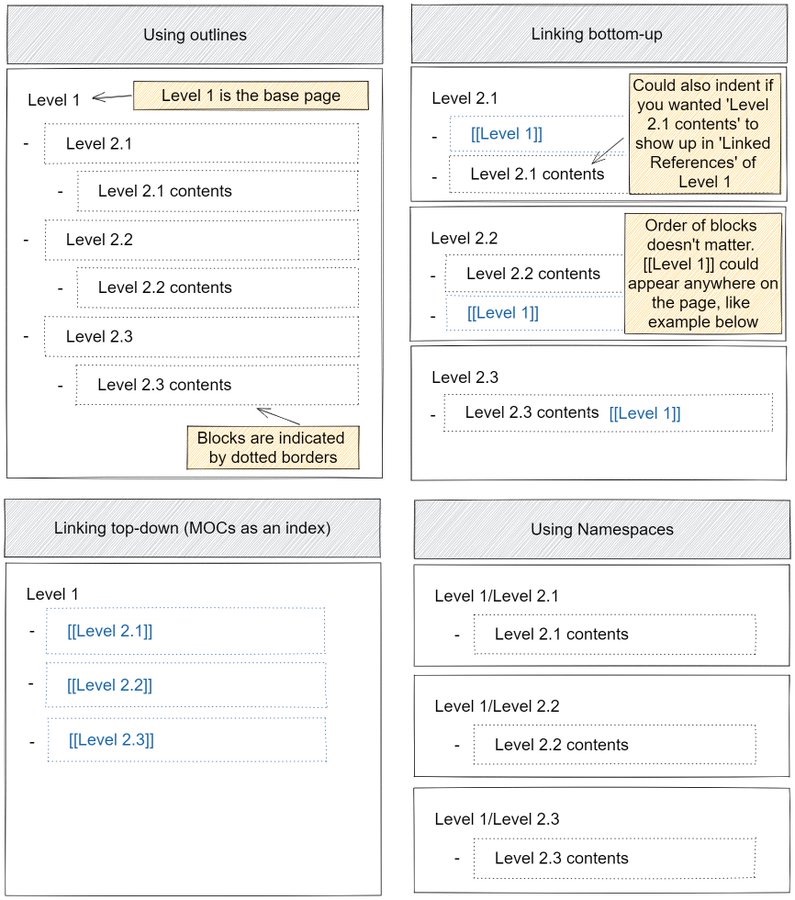 Using outlines
Level 1
Level 1 is the base page
- Level 2.1
- Level 2.1 contents
- Level 2.2
- Level 2.2 contents
- Level 2.3
- Level 2.3 contents
Blocks are indicated
by dotted borders
Linking bottom-up
Level 2.1
- [[Level 1]]
- Level 2.1 contents
Could also indent if
you wanted 'Level
2.1 contents' to
show up in 'Linked
References' of
Level 1
Level 2.2
- Level 2.2 contents
- [[Level 1]]
Order of blocks
doesn't matter.
[[Level 1]] could
appear anywhere on
the page, like
example below
Level 2.3
- Level 2.3 contents [[Level 1]]
Linking top-down (MOCs as an index)
Level 1
- [[Level 2.1]]
- [[Level 2.2]]
- [[Level 2.3]]
Using Namespaces
Level 1/Level 2.1
- Level 2.1 contents
Level 1/Level 2.2
- Level 2.2 contents
Level 1/Level 2.3
- Level 2.3 contents